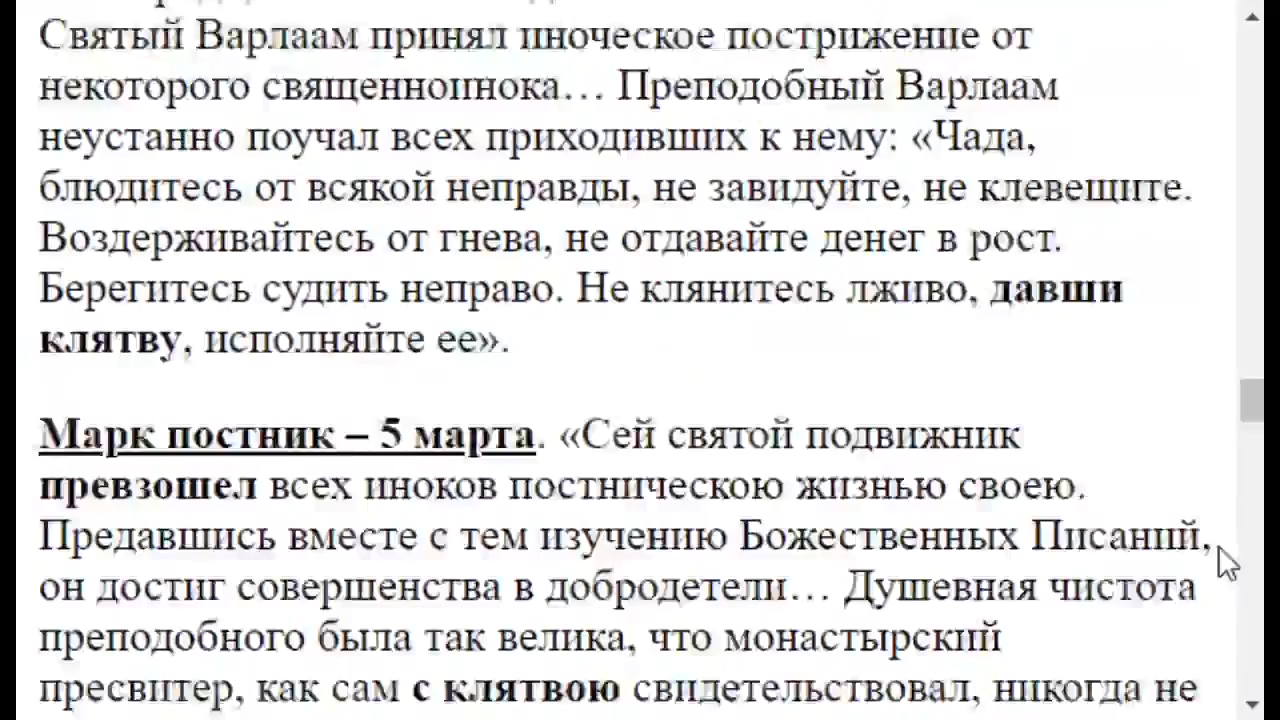 Святый Варлаам принял иноческое пострижение от
некоторого священноинока… Преподобный Варлаам
неустанно поучал всех приходивших к нему: «Чада,
блюдитесь от всякой неправды, не завидуйте, не клевещите.
Воздерживайтесь от гнева, не отдавайте денег в рост.
Берегитесь судить неправо. Не клянитесь лживо, давши
клятву, исполняйте ее».
Марк постник – 5 марта. «Сей святой подвижник
превзошел всех иноков постническою жизнью своею.
Предавшись вместе с тем изучению Божественных Писаний,
он достиг совершенства в добродетели… Душевная чистота
преподобного была так велика, что монастырский
пресвитер, как сам с клятвою свидетельствовал, никогда не